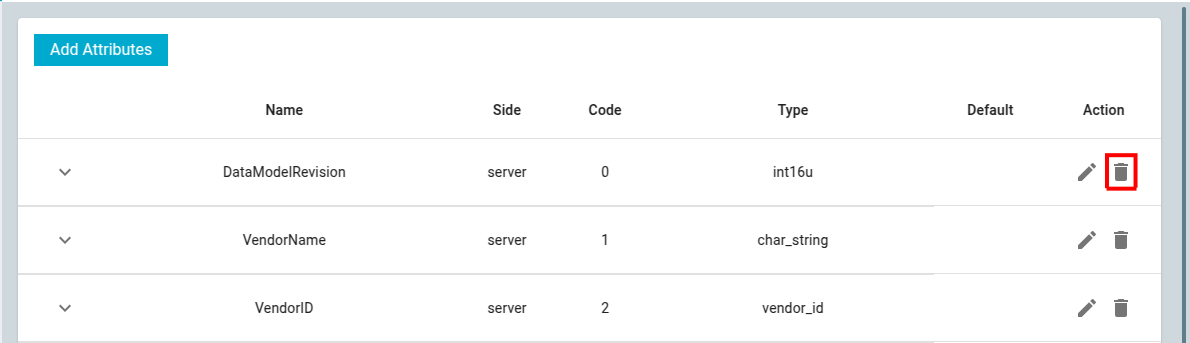 Add Attributes
Name Side Code Type Default Action
DataModelRevision server 0 int16u
VendorName server 1 char_string
VendorID server 2 vendor_id